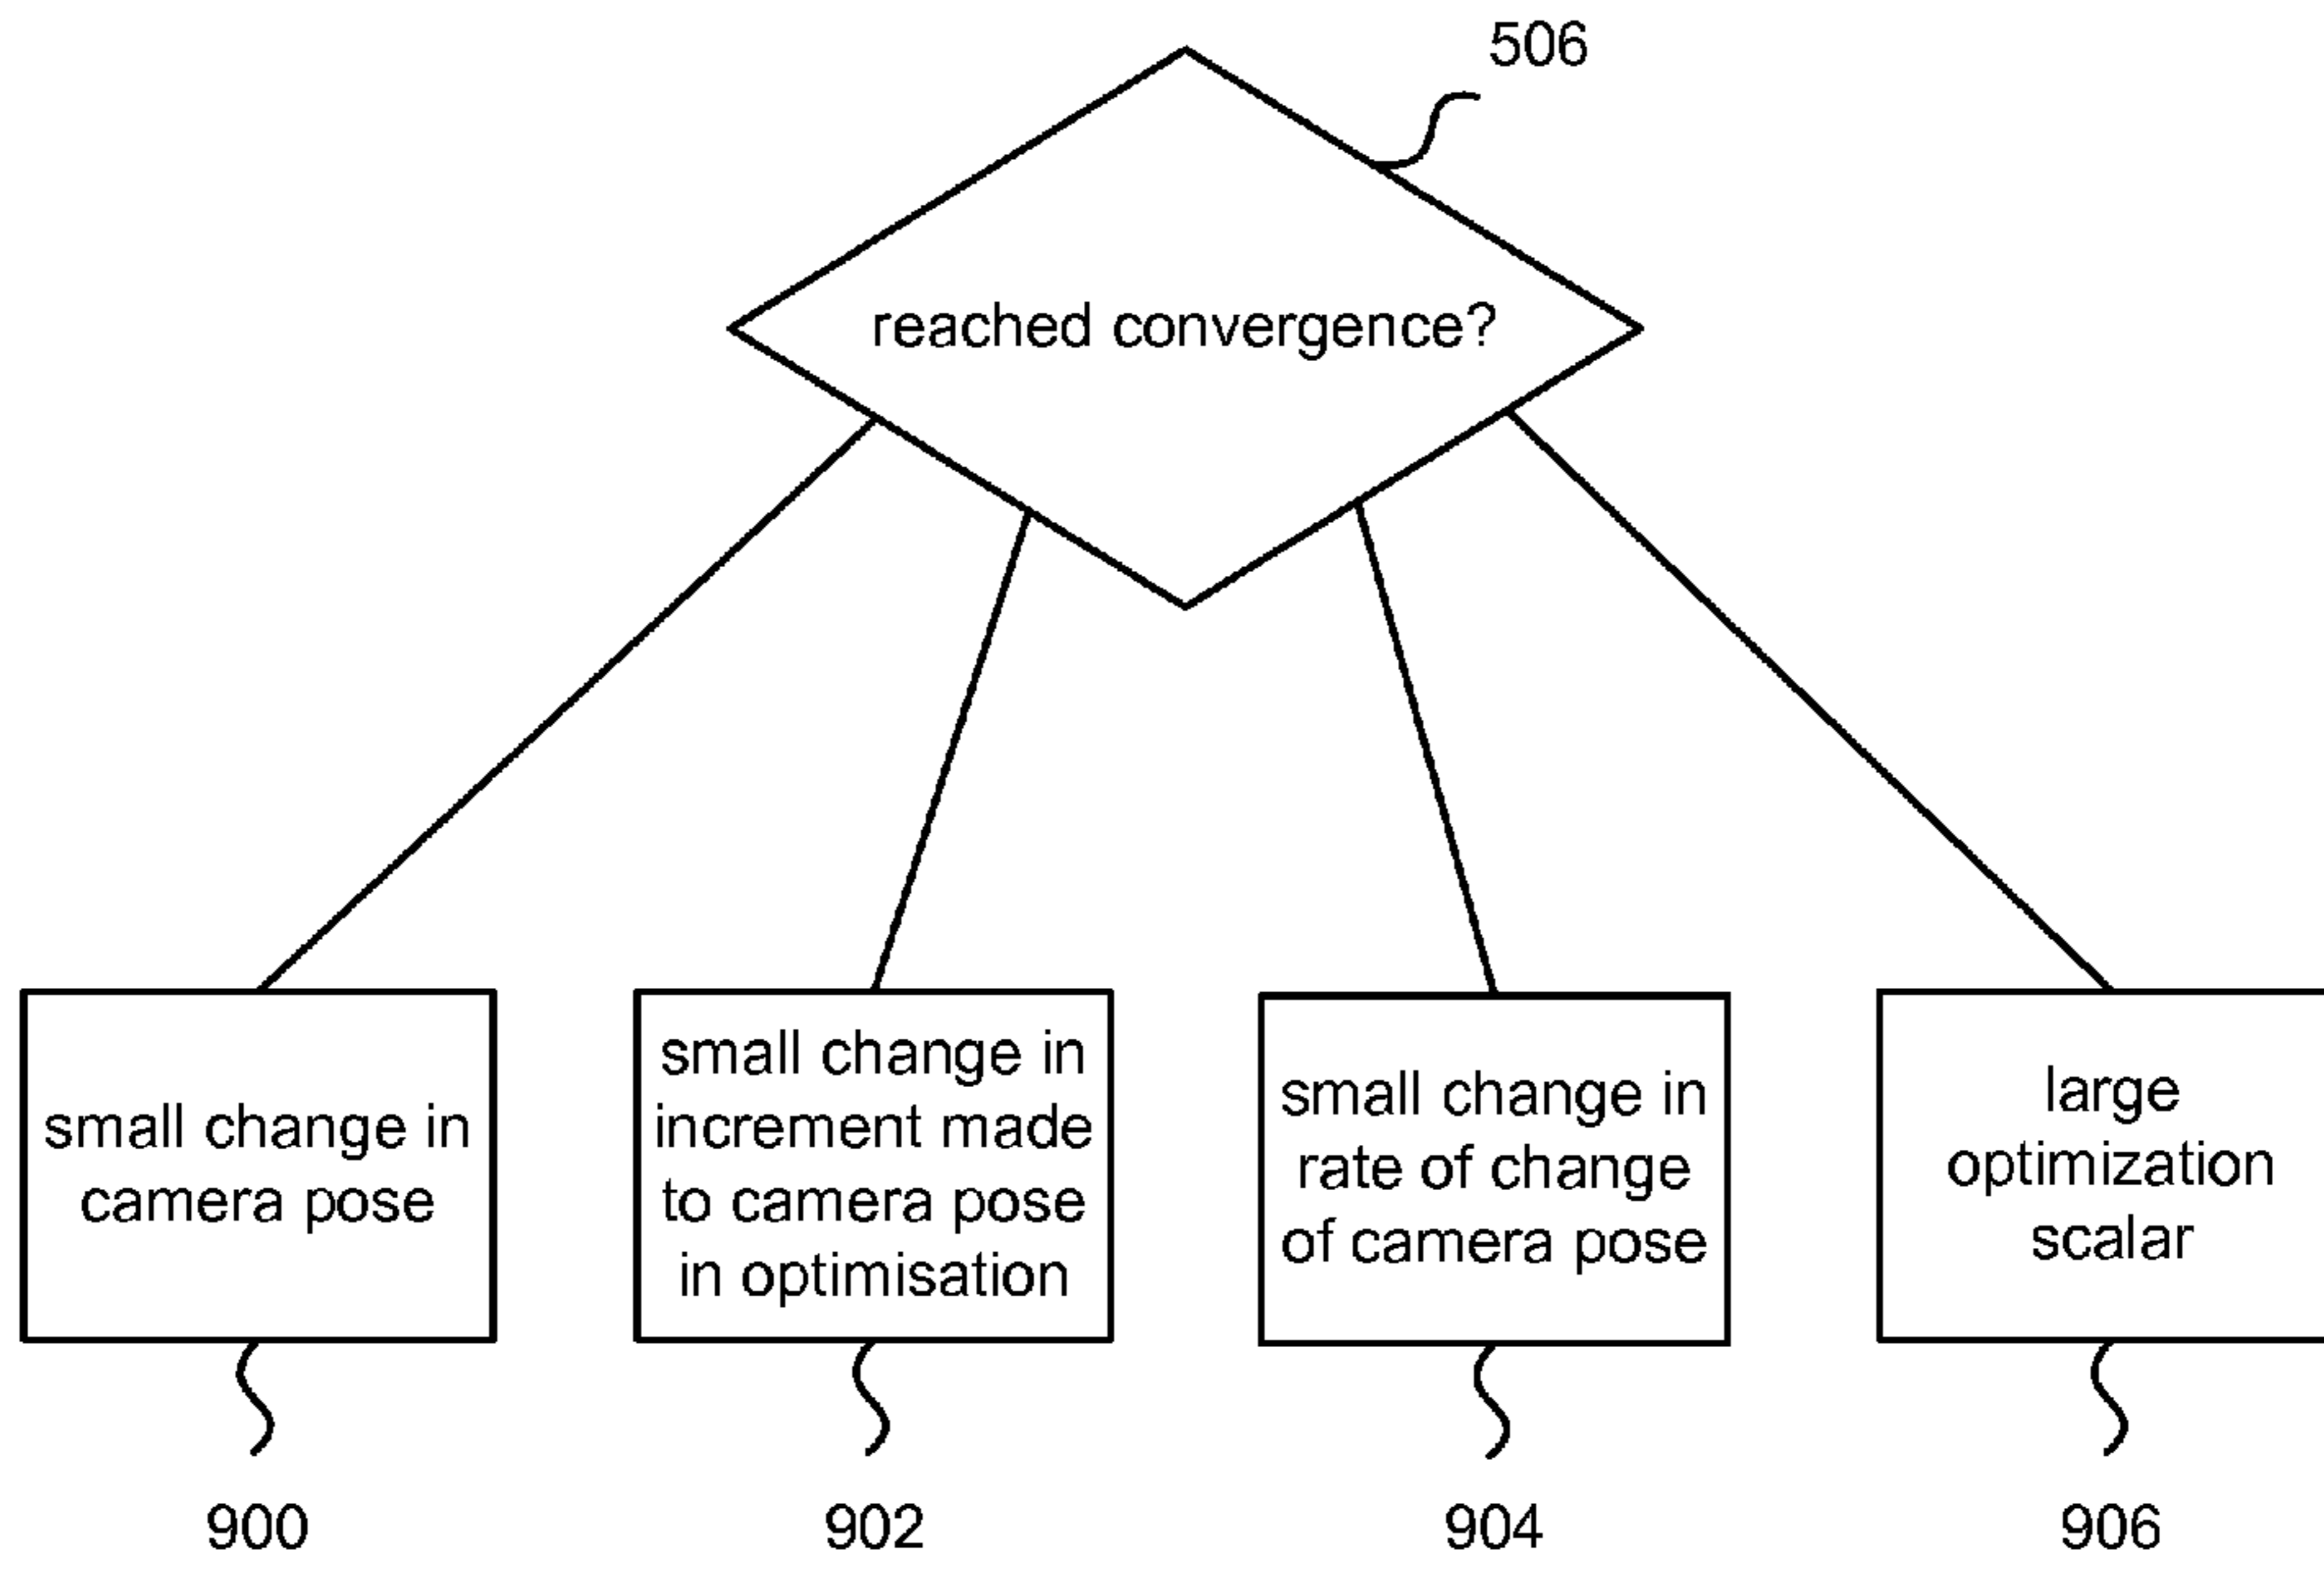 506
reached convergence?
small change in
camera pose
small change in
increment made
to camera pose
in optimisation
small change in
rate of change
of camera pose
large
optimization
scalar
900
902
904
906